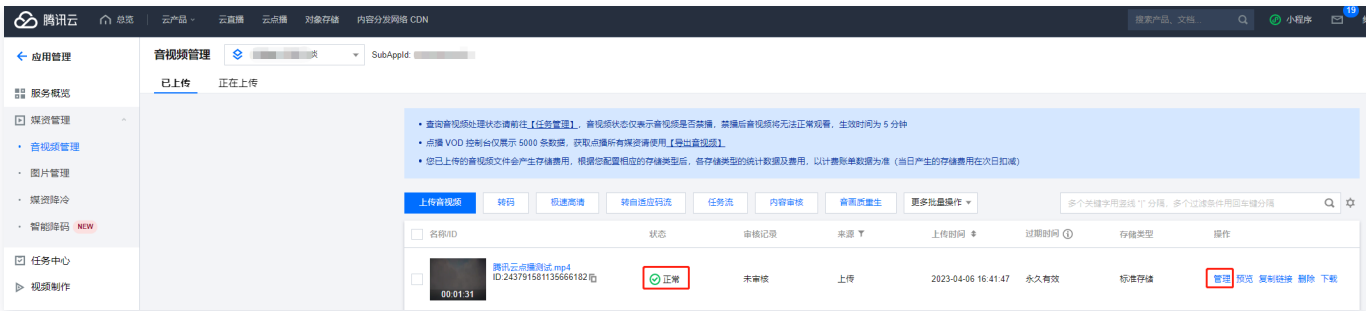 腾讯云 总览 云产品 云直播 云点播 对象存储 内容分发网络 CDN 搜索产品、文档... 小程序 19
应用管理
音视频管理 SubAppId:
已上传 正在上传
服务概览
媒资管理
音视频管理
图片管理
媒资降冷
智能降码 NEW
任务中心
视频制作
• 查询音视频处理状态请前往【任务管理】，音视频状态仅表示音视频是否禁播，禁播后音视频将无法正常观看，生效时间为 5 分钟
• 点播 VOD 控制台仅展示 5000 条数据，获取点播所有媒资请使用【导出音视频】
• 您已上传的音视频文件会产生存储费用，根据您配置相应的存储类型后，各存储类型的统计数据及费用，以计费账单数据为准（当日产生的存储费用在次日扣减）
上传音视频 转码 极速高清 转自适应码流 任务流 内容审核 音画质重生 更多批量操作 多个关键字用竖线 "|" 分隔，多个过滤条件用回车键分隔
名称/ID 状态 审核记录 来源 上传时间 过期时间 存储类型 操作
腾讯云点播测试.mp4
ID:243791581135666182
00:01:31
正常 未审核 上传 2023-04-06 16:41:47 永久有效 标准存储 管理 预览 复制链接 删除 下载